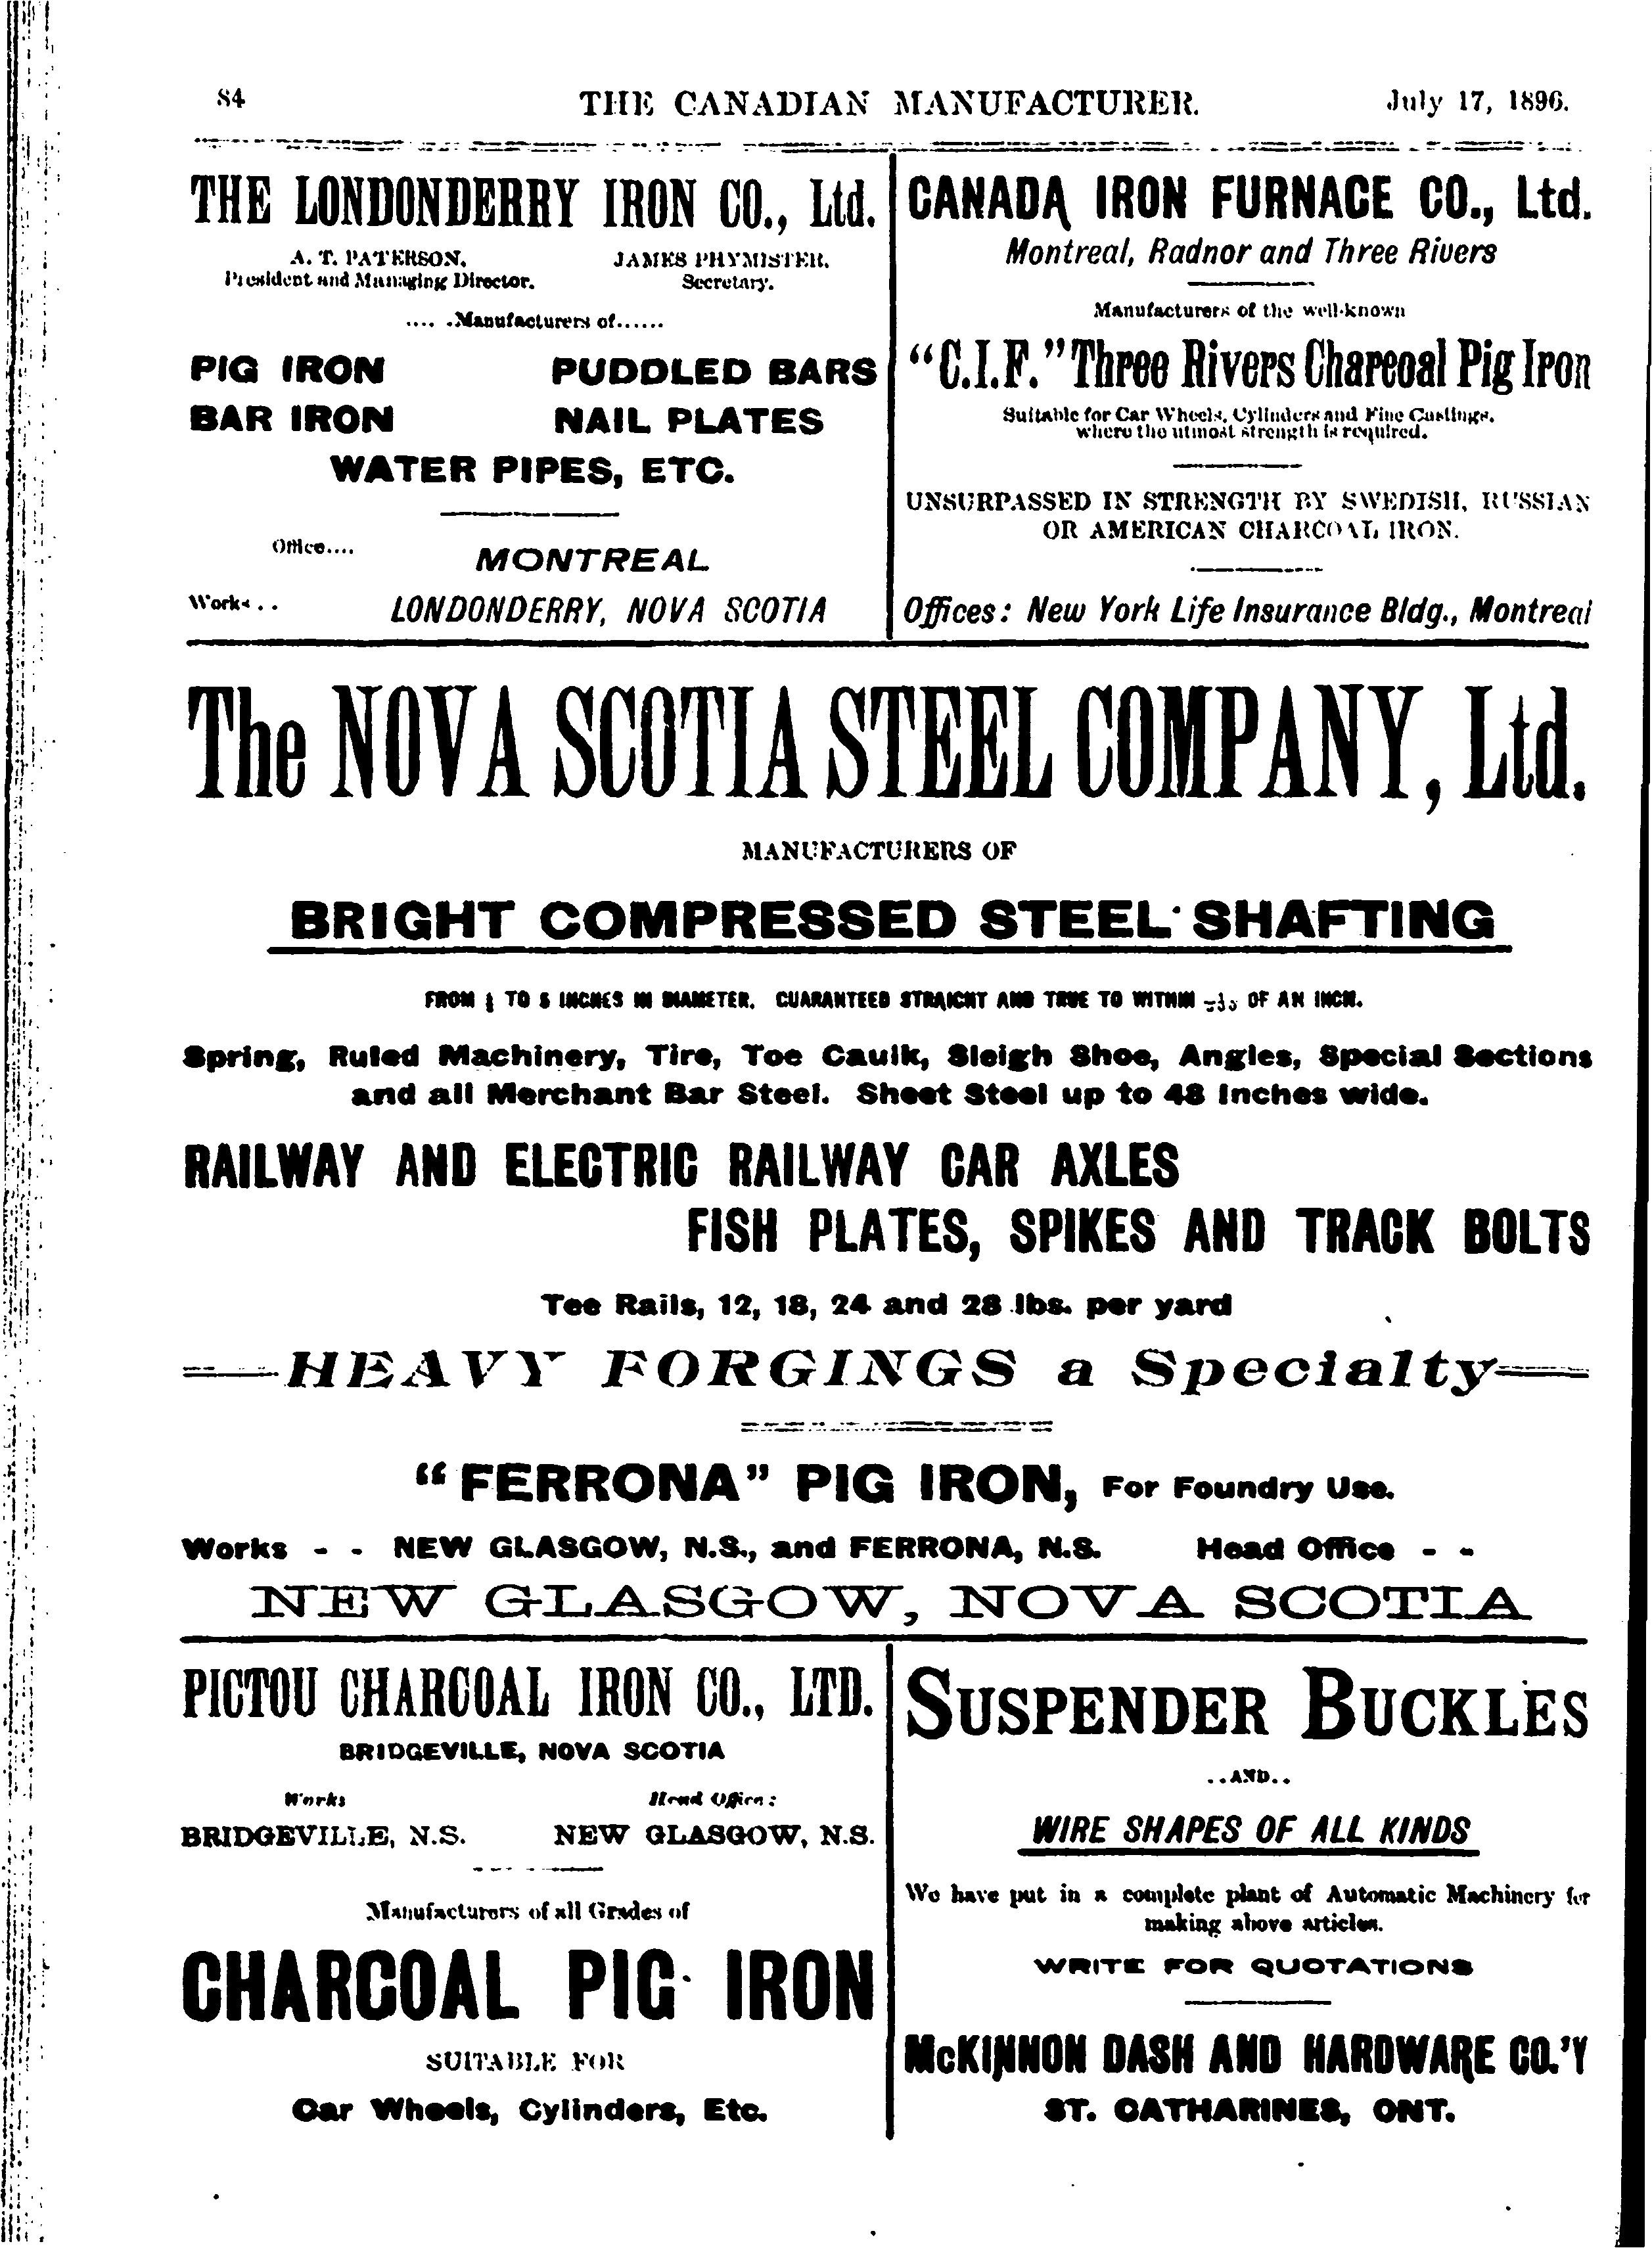 84
THE CANADIAN MANUFACTURER.
July 17, 1896.
THE LONDONDERRY IRON CO., Ltd.
A. T. PATERSON,
President and Managing Director.
JAMES PHYMISTER,
Secretary.
.... .Manufacturers of......
PIG IRON PUDDLED BARS
BAR IRON NAIL PLATES
WATER PIPES, ETC.
Office.... MONTREAL
Works.. LONDONDERRY, NOVA SCOTIA
CANADA IRON FURNACE CO., Ltd.
Montreal, Radnor and Three Rivers
Manufacturers of the well-known
"C.I.F." Three Rivers Charcoal Pig Iron
Suitable for Car Wheels, Cylinders and Fine Castings,
where the utmost strength is required.
UNSURPASSED IN STRENGTH BY SWEDISH, RUSSIAN
OR AMERICAN CHARCOAL IRON.
Offices: New York Life Insurance Bldg., Montreal
The NOVA SCOTIA STEEL COMPANY, Ltd.
MANUFACTURERS OF
BRIGHT COMPRESSED STEEL SHAFTING
FROM TO 5 INCHES IN DIAMETER. GUARANTEED STRAIGHT AND TRUE TO WITHIN OF AN INCH.
Spring, Ruled Machinery, Tire, Toe Caulk, Sleigh Shoe, Angles, Special Sections
and all Merchant Bar Steel. Sheet Steel up to 48 Inches wide.
RAILWAY AND ELECTRIC RAILWAY CAR AXLES
FISH PLATES, SPIKES AND TRACK BOLTS
Tee Rails, 12, 18, 24 and 28 lbs. per yard
HEAVY FORGINGS a Specialty
"FERRONA" PIG IRON, For Foundry Use.
Works - - NEW GLASGOW, N.S., and FERRONA, N.S. Head Office - -
NEW GLASGOW, NOVA SCOTIA
PICTOU CHARCOAL IRON CO., LTD.
BRIDGEVILLE, NOVA SCOTIA
Works Head Office:
BRIDGEVILLE, N.S. NEW GLASGOW, N.S.
Manufacturers of all Grades of
CHARCOAL PIG IRON
SUITABLE FOR
Car Wheels, Cylinders, Etc.
SUSPENDER BUCKLES
..AND..
WIRE SHAPES OF ALL KINDS
We have put in a complete plant of Automatic Machinery for
making above articles.
WRITE FOR QUOTATIONS
McKINNON DASH AND HARDWARE CO.'Y
ST. CATHARINES, ONT.